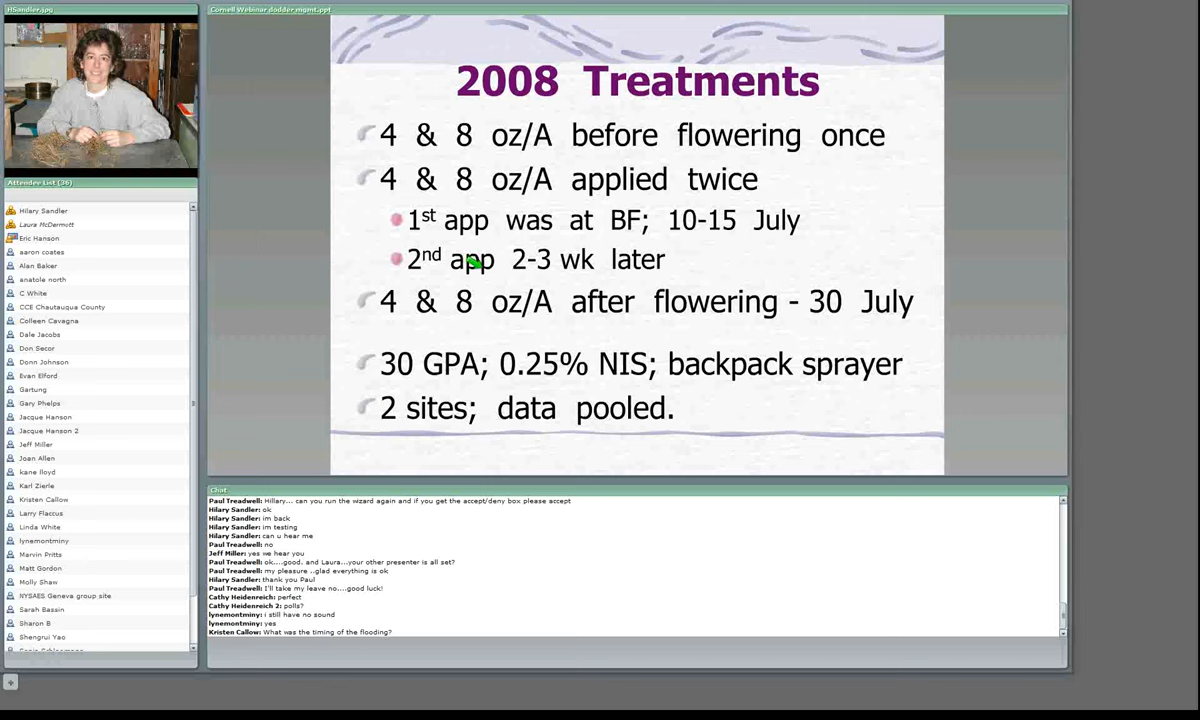 HSandler.jpg
Cornell Webinar dodder mgmt.ppt
2008 Treatments
4 & 8 oz/A before flowering once
4 & 8 oz/A applied twice
1st app was at BF; 10-15 July
2nd app 2-3 wk later
4 & 8 oz/A after flowering - 30 July
30 GPA; 0.25% NIS; backpack sprayer
2 sites; data pooled.
Attendee List (36)
Hilary Sandler
Laura McDermott
Eric Hanson
aaron coates
Alan Baker
anatole north
C White
CCE Chautauqua County
Colleen Cavagna
Dale Jacobs
Don Secor
Donn Johnson
Evan Elford
Gartung
Gary Phelps
Jacque Hanson
Jacque Hanson 2
Jeff Miller
Joan Allen
kane lloyd
Karl Zierle
Kristen Callow
Larry Flaccus
Linda White
lynemontminy
Marvin Pritts
Matt Gordon
Molly Shaw
NYSAES Geneva group site
Sarah Bassin
Sharon B
Shengrui Yao
Chat
Paul Treadwell: Hillary... can you run the wizard again and if you get the accept/deny box please accept
Hilary Sandler: ok
Hilary Sandler: im back
Hilary Sandler: im testing
Hilary Sandler: can u hear me
Paul Treadwell: no
Jeff Miller: yes we hear you
Paul Treadwell: ok....good. and Laura...your other presenter is all set?
Paul Treadwell: my pleasure ..glad everything is ok
Hilary Sandler: thank you Paul
Paul Treadwell: I'll take my leave no....good luck!
Cathy Heidenreich: perfect
Cathy Heidenreich 2: polls?
lynemontminy: i still have no sound
lynemontminy: yes
Kristen Callow: What was the timing of the flooding?